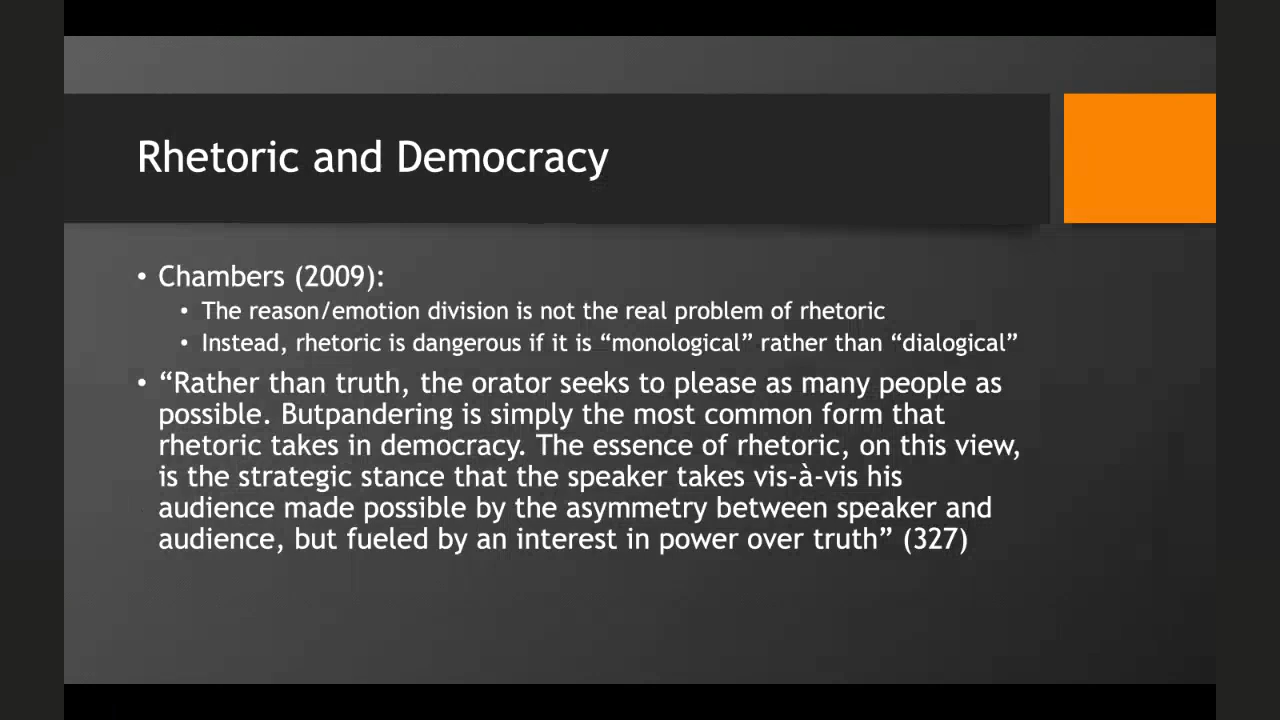 Rhetoric and Democracy
• Chambers (2009):
• The reason/emotion division is not the real problem of rhetoric
• Instead, rhetoric is dangerous if it is “monological” rather than “dialogical”
• “Rather than truth, the orator seeks to please as many people as
possible. Butpandering is simply the most common form that
rhetoric takes in democracy. The essence of rhetoric, on this view,
is the strategic stance that the speaker takes vis-à-vis his
audience made possible by the asymmetry between speaker and
audience, but fueled by an interest in power over truth” (327)